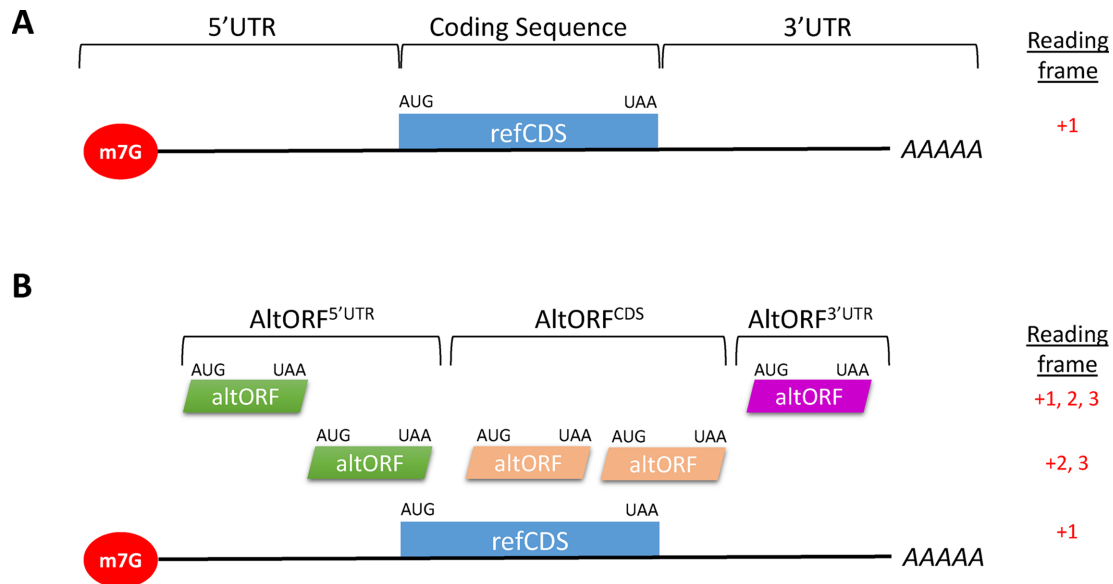 A
5'UTR Coding Sequence 3'UTR
Reading
frame
AUG UAA
refCDS
+1
m7G
AAAAA
B
AltORF5'UTR AltORFCDS AltORF3'UTR
Reading
frame
AUG UAA AUG UAA
altORF altORF
+1, 2, 3
AUG UAA AUG UAA AUG UAA
altORF altORF altORF
+2, 3
AUG UAA
refCDS
+1
m7G
AAAAA